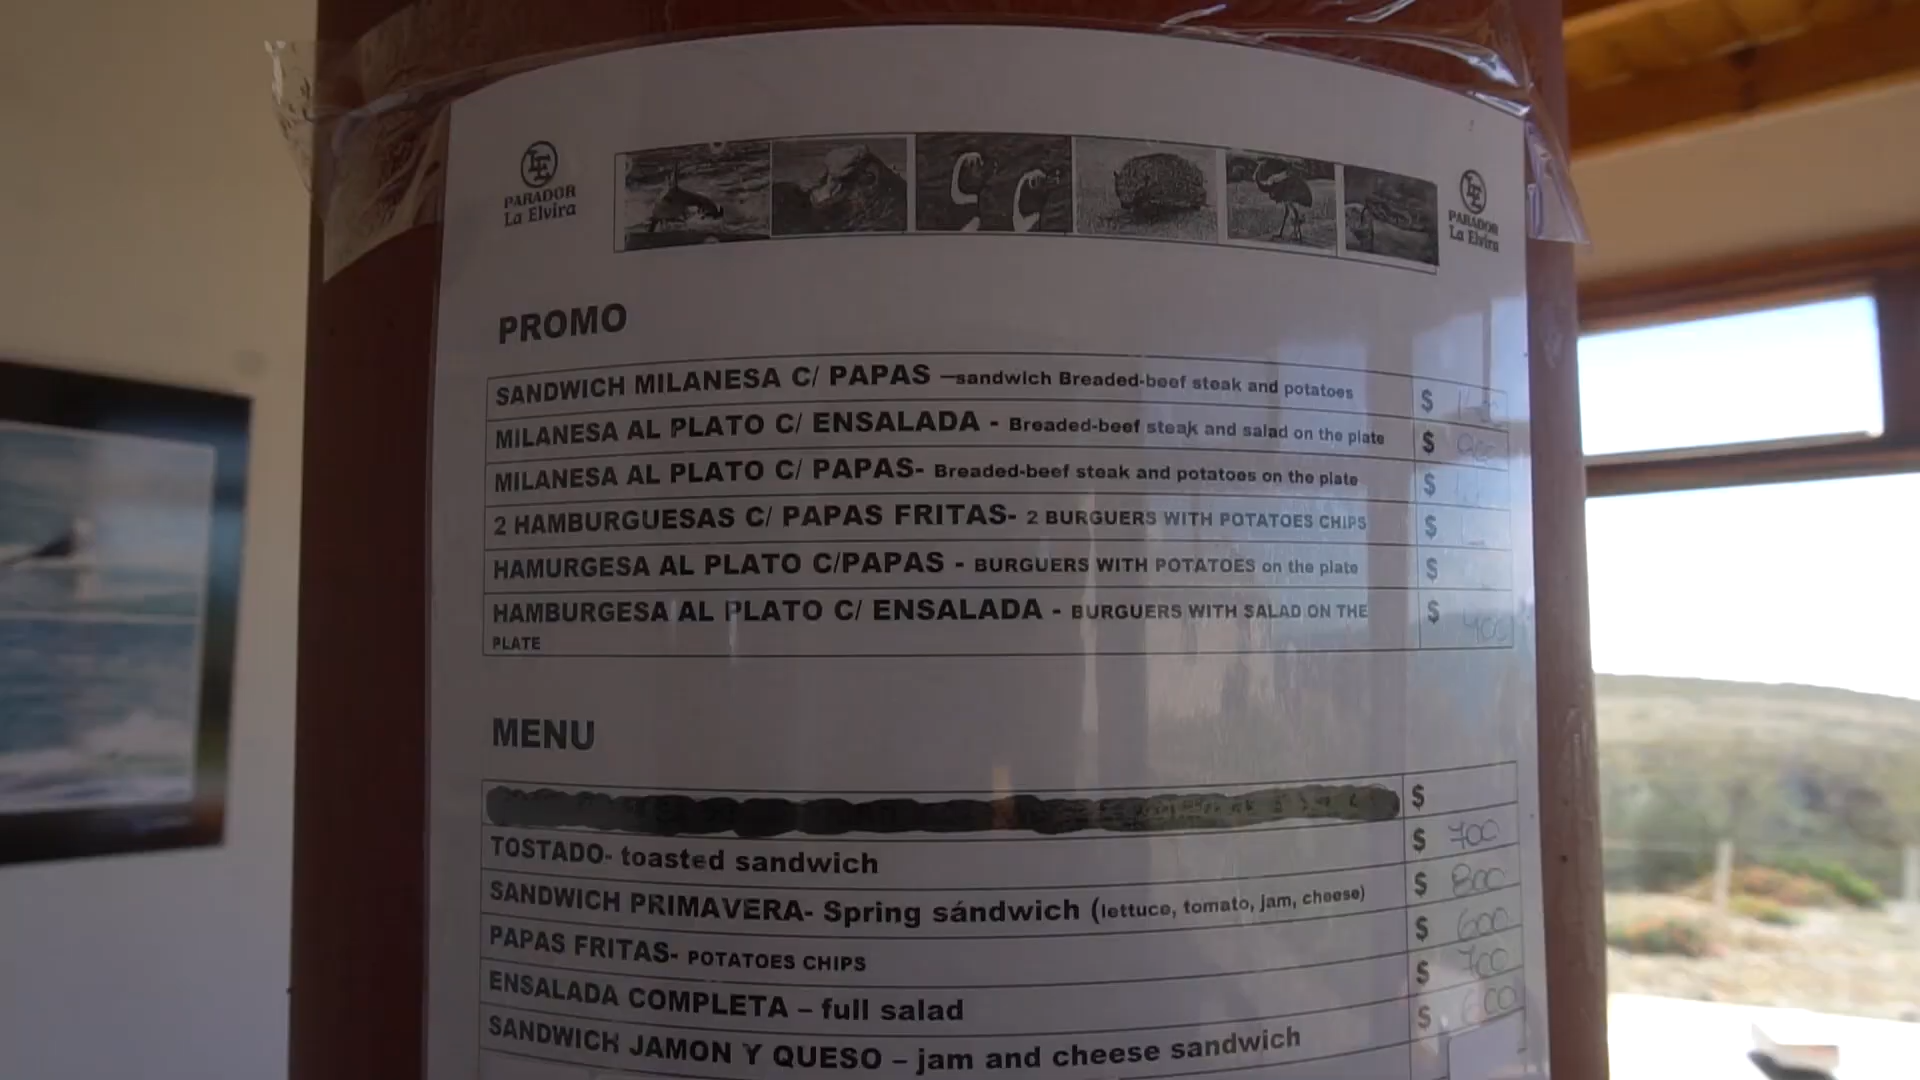 PARADOR
La Elvira
PARADOR
La Elvira
PROMO
SANDWICH MILANESA C/ PAPAS –sandwich Breaded-beef steak and potatoes $
MILANESA AL PLATO C/ ENSALADA - Breaded-beef steak and salad on the plate $
MILANESA AL PLATO C/ PAPAS- Breaded-beef steak and potatoes on the plate $
2 HAMBURGUESAS C/ PAPAS FRITAS- 2 BURGUERS WITH POTATOES CHIPS $
HAMURGESA AL PLATO C/PAPAS - BURGUERS WITH POTATOES on the plate $
HAMBURGESA AL PLATO C/ ENSALADA - BURGUERS WITH SALAD ON THE $
PLATE
MENU
$
TOSTADO- toasted sandwich $ 700
SANDWICH PRIMAVERA- Spring sándwich (lettuce, tomato, jam, cheese) $ 800
PAPAS FRITAS- POTATOES CHIPS $ 600
ENSALADA COMPLETA – full salad $ 700
SANDWICH JAMON Y QUESO – jam and cheese sandwich $ 600